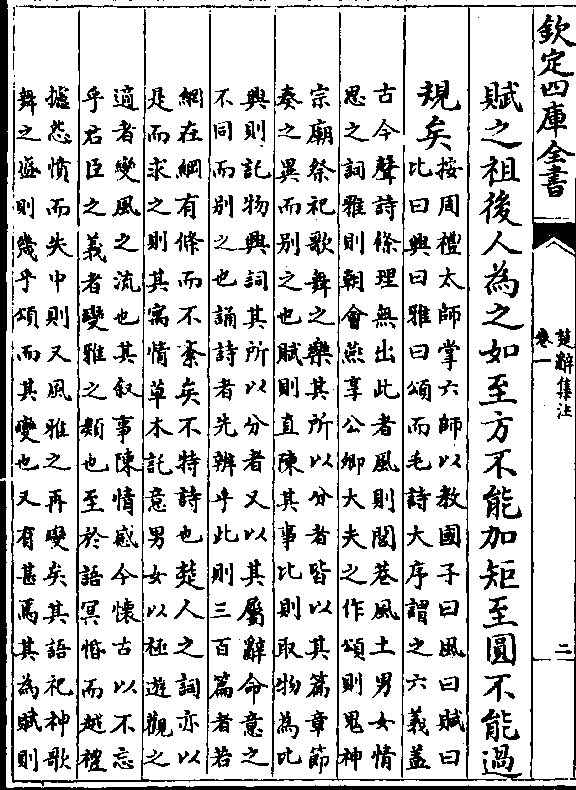 欽定四庫全書
楚辭集注
卷一
二
賦之祖後人為之如至方不能加矩至圓不能過
規矣
按周禮太師掌六師以教國子曰風曰賦曰
比曰興曰雅曰頌而毛詩大序謂之六義蓋
古今聲詩條理無出此者風則閭巷風土男女情
思之詞雅則朝會燕享公卿大夫之作頌則鬼神
宗廟祭祀歌舞之樂其所以分者皆以其篇章節
奏之異而别之也賦則直陳其事比則取物為比
興則託物興詞其所以分者又以其屬辭命意之
不同而别之也誦詩者先辨乎此則三百篇者若
網在綱有條而不紊矣不特詩也楚人之詞亦以
是而求之則其寓情草木託意男女以極遊觀之
適者變風之流也其叙事陳情感今懷古以不忘
乎君臣之義者變雅之類也至於語冥婚而越禮
攄怨憤而失中則又風雅之再變矣其語祀神歌
舞之盛則幾乎頌而其變也又有甚焉其為賦則